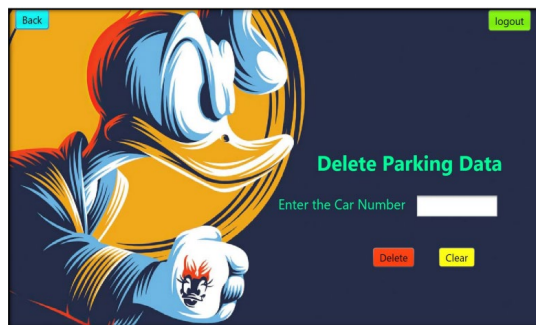 Back
logout
Delete Parking Data
Enter the Car Number
Delete
Clear